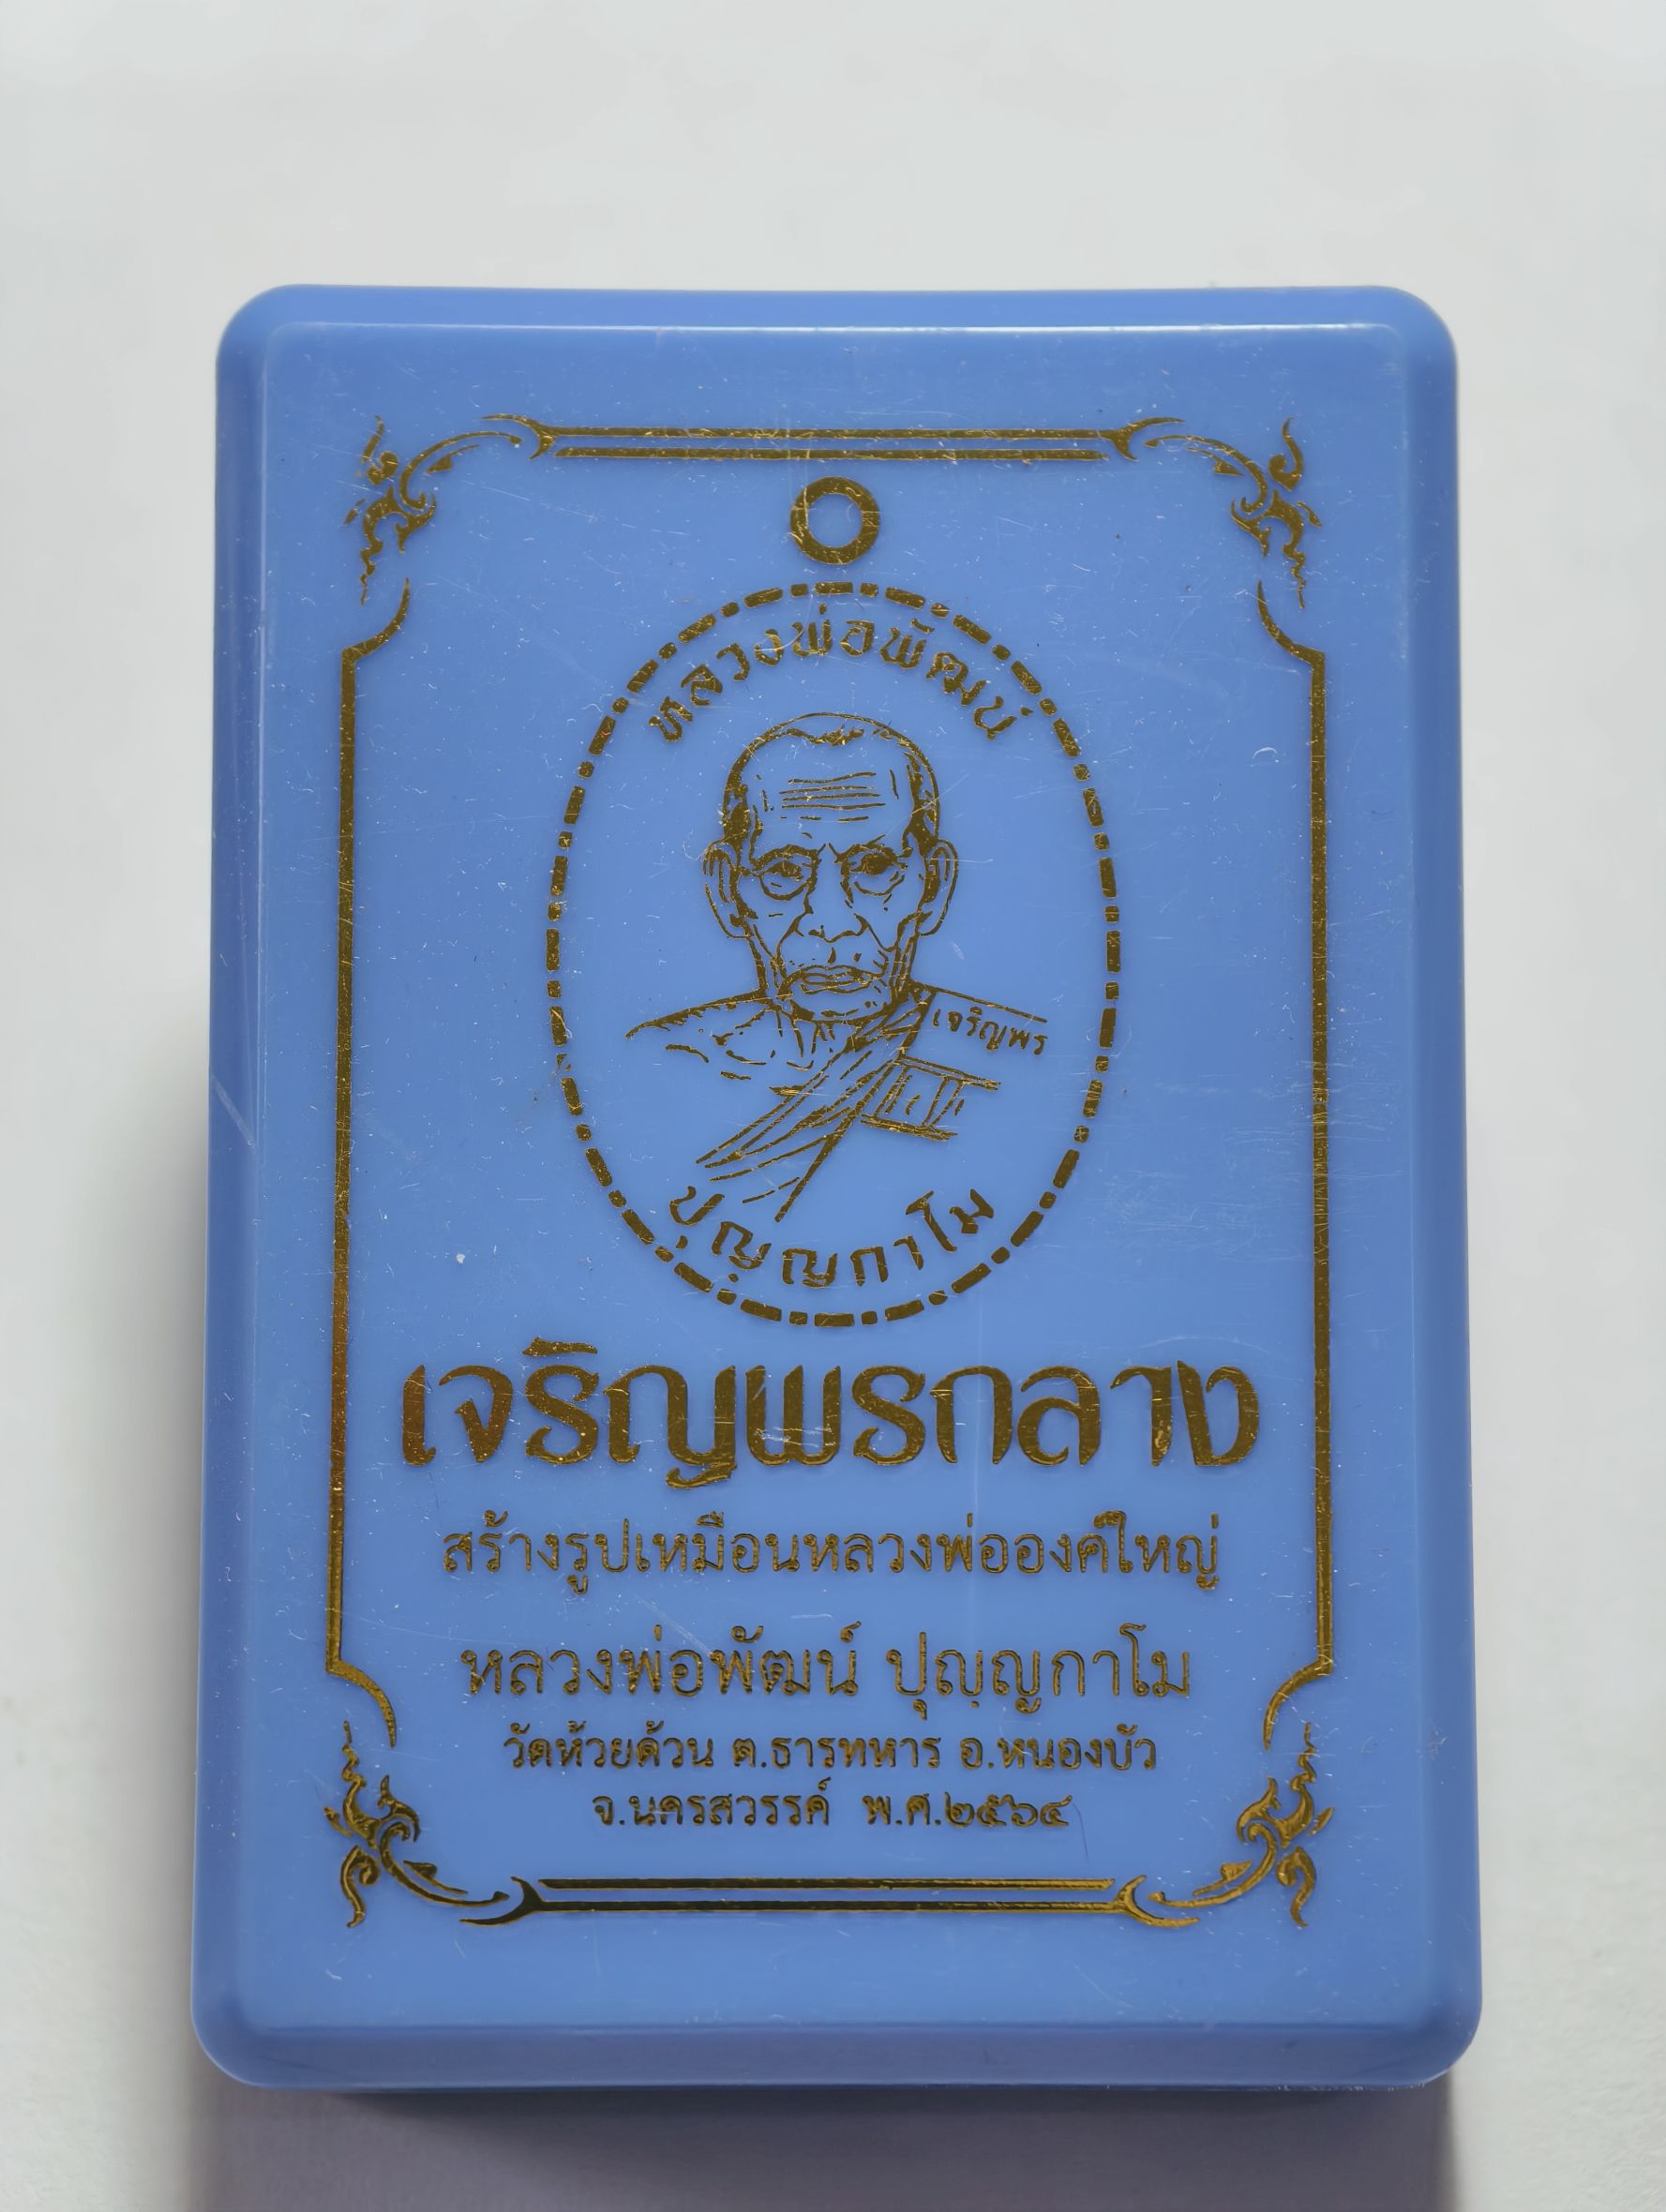 หลวงพ่อพัฒน์
เจริญพร
ปุญฺญกาโม
เจริญพรกลาง
สร้างรูปเหมือนหลวงพ่อองค์ใหญ่
หลวงพ่อพัฒน์ ปุญฺญกาโม
วัดห้วยด้วน ต.ธารทหาร อ.หนองบัว
จ.นครสวรรค์ พ.ศ.๒๕๖๔